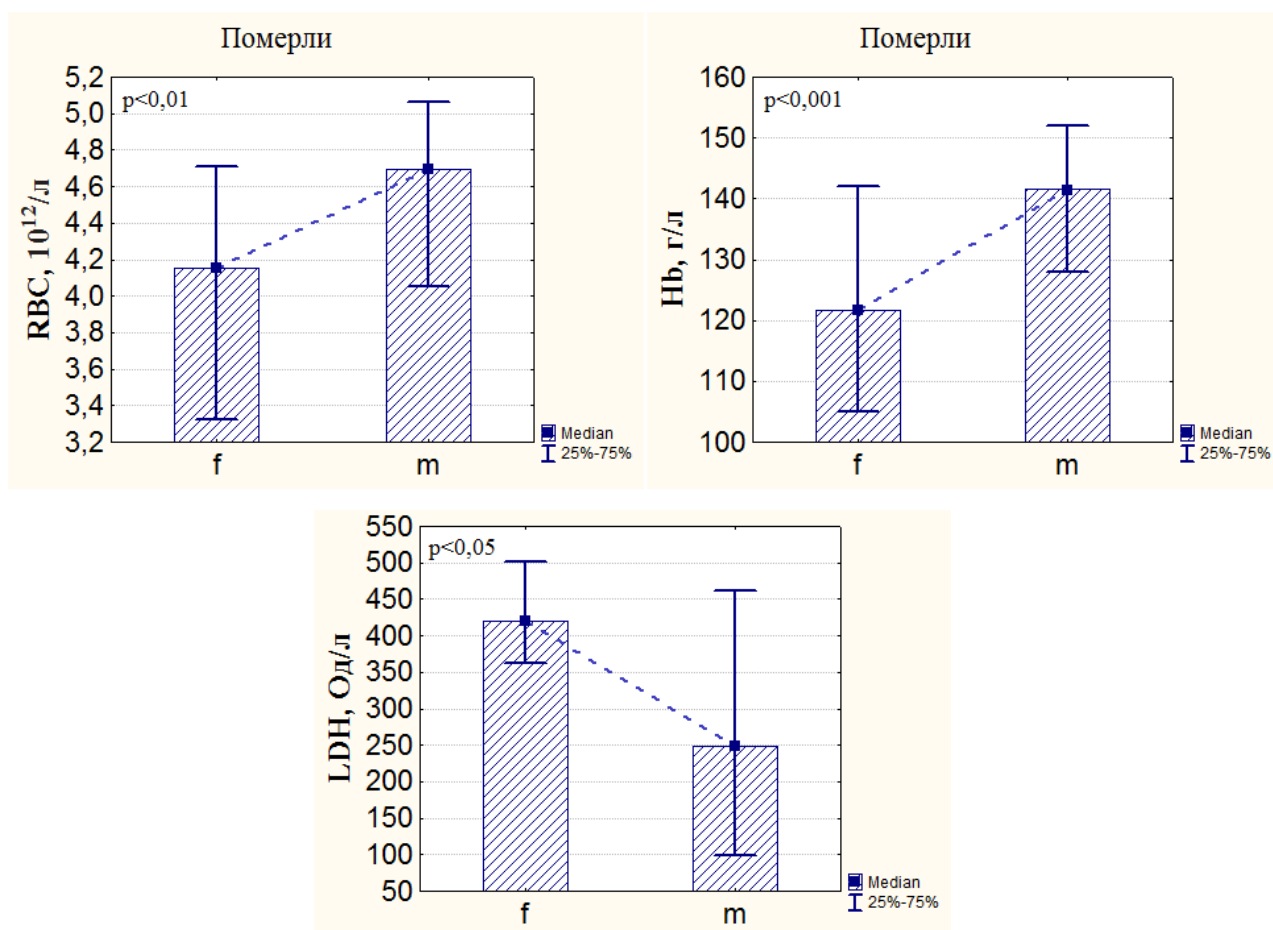 Померли
p<0,01
RBC, 10¹²/л
5,2
5,0
4,8
4,6
4,4
4,2
4,0
3,8
3,6
3,4
3,2
f m
Median
25%-75%
Померли
p<0,001
Hb, г/л
160
150
140
130
120
110
100
f m
Median
25%-75%
p<0,05
LDH, Од/л
550
500
450
400
350
300
250
200
150
100
50
f m
Median
25%-75%